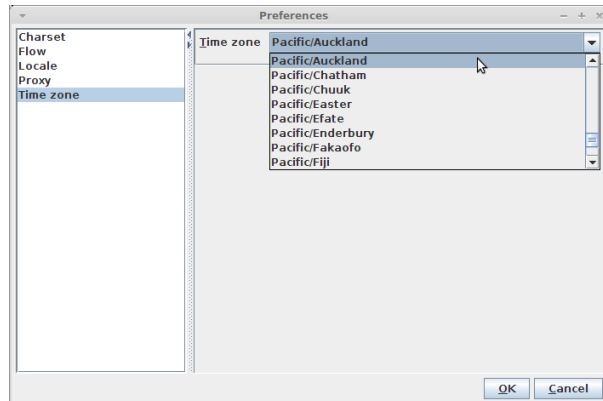 Preferences
Charset
Flow
Locale
Proxy
Time zone
Time zone Pacific/Auckland
Pacific/Auckland
Pacific/Chatham
Pacific/Chuuk
Pacific/Easter
Pacific/Efate
Pacific/Enderbury
Pacific/Fakaofo
Pacific/Fiji
OK Cancel